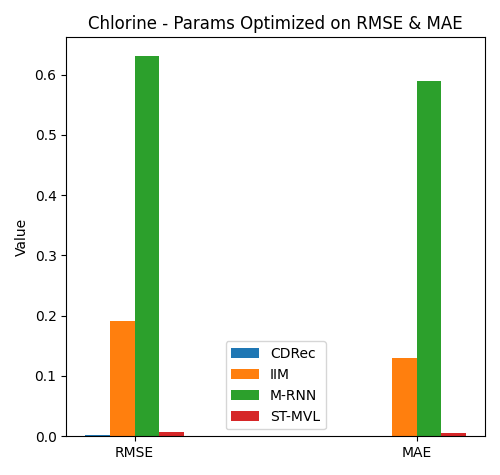 Chlorine - Params Optimized on RMSE & MAE
Value
0.6
0.5
0.4
0.3
0.2
0.1
0.0
CDRec
IIM
M-RNN
ST-MVL
RMSE
MAE